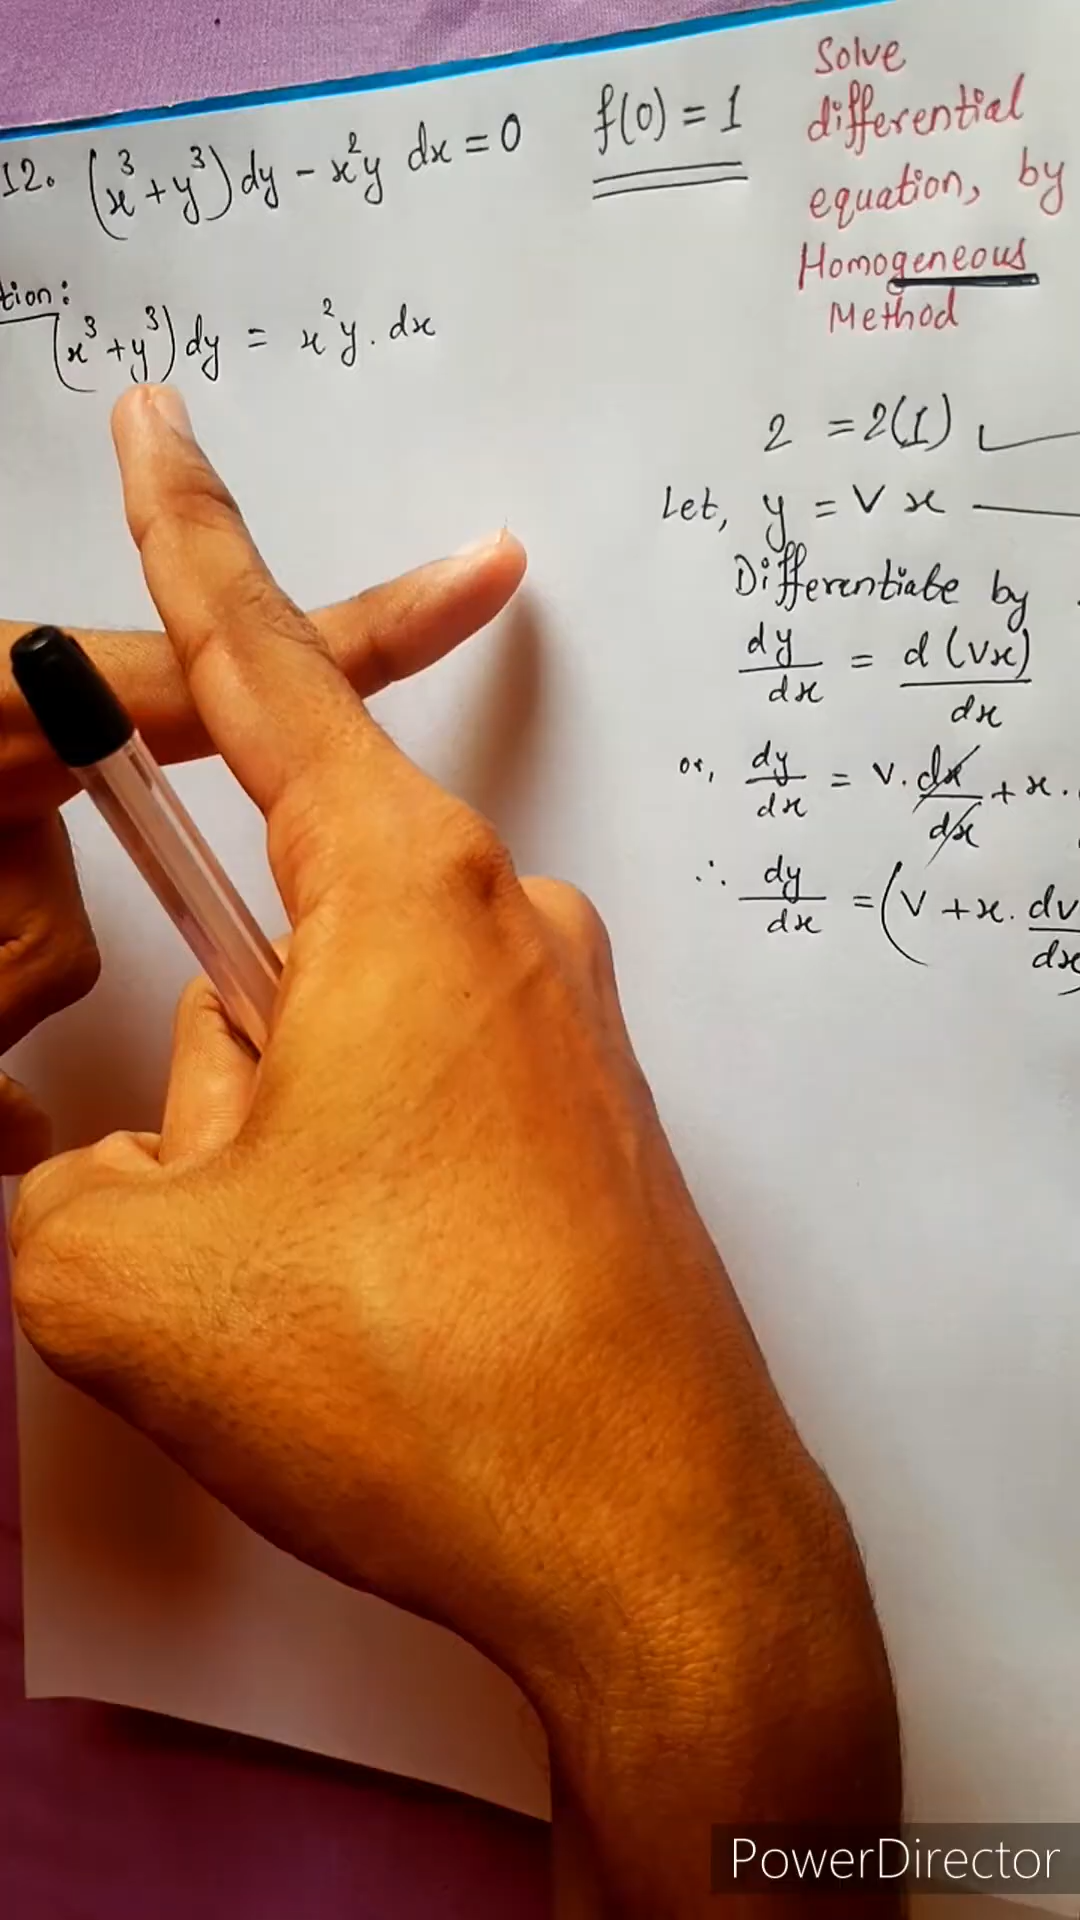 12. (x³ + y³) dy - x²y dx = 0
f(0) = 1
Solve
differential
equation, by
Homogeneous
Method
tion:
(x³ + y³) dy = x²y. dx
2 = 2(1)
Let, y = Vx
Differentiate by
dy/dx = d(Vx)/dx
or, dy/dx = V. dx/dx + x.
∴ dy/dx = (V + x. dv/dx)
PowerDirector